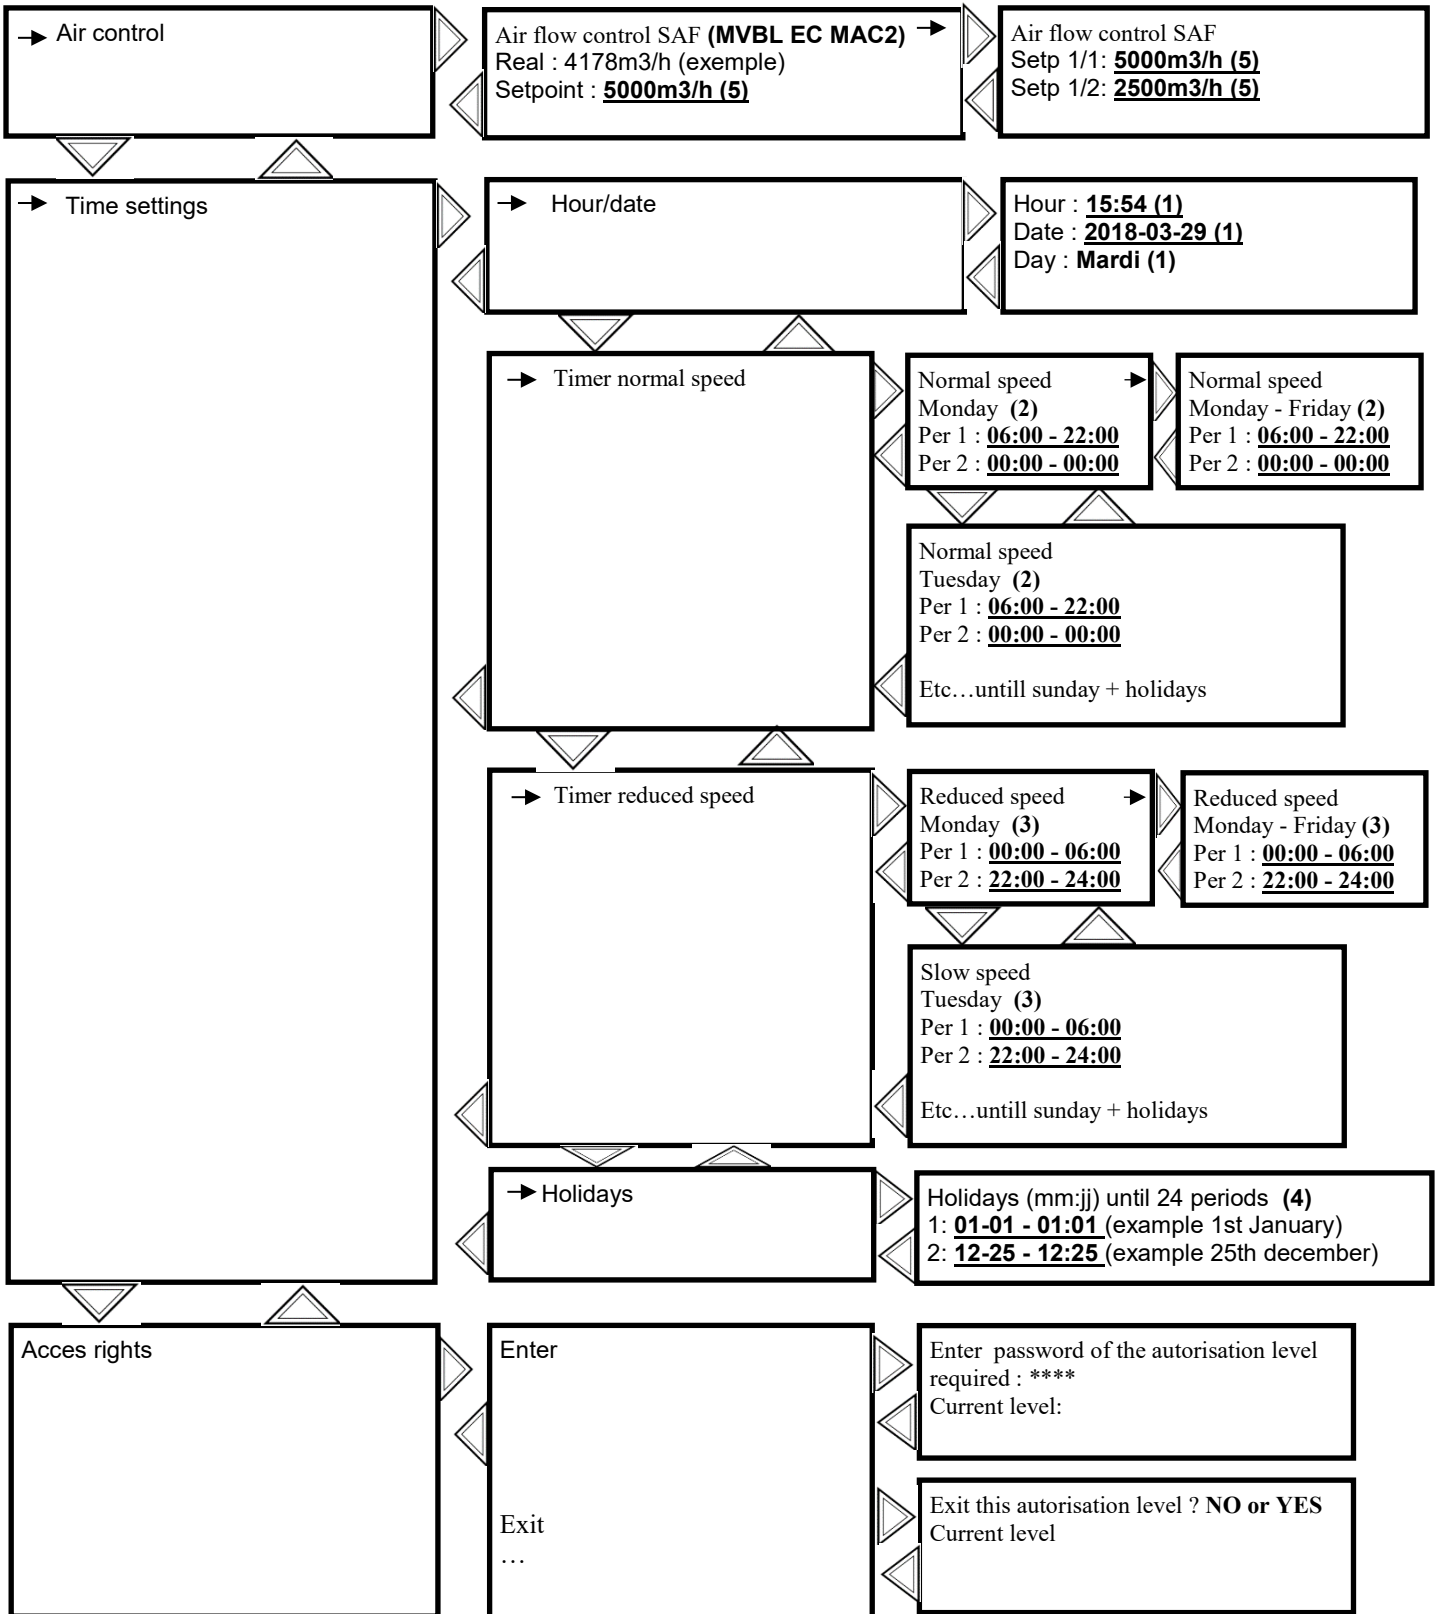 Air control
Air flow control SAF (MVBL EC MAC2)
Real : 4178m3/h (exemple)
Setpoint : 5000m3/h (5)
Air flow control SAF
Setp 1/1: 5000m3/h (5)
Setp 1/2: 2500m3/h (5)
Time settings
Hour/date
Hour : 15:54 (1)
Date : 2018-03-29 (1)
Day : Mardi (1)
Timer normal speed
Normal speed
Monday (2)
Per 1 : 06:00 - 22:00
Per 2 : 00:00 - 00:00
Normal speed
Monday - Friday (2)
Per 1 : 06:00 - 22:00
Per 2 : 00:00 - 00:00
Normal speed
Tuesday (2)
Per 1 : 06:00 - 22:00
Per 2 : 00:00 - 00:00
Etc…untill sunday + holidays
Timer reduced speed
Reduced speed
Monday (3)
Per 1 : 00:00 - 06:00
Per 2 : 22:00 - 24:00
Reduced speed
Monday - Friday (3)
Per 1 : 00:00 - 06:00
Per 2 : 22:00 - 24:00
Slow speed
Tuesday (3)
Per 1 : 00:00 - 06:00
Per 2 : 22:00 - 24:00
Etc…untill sunday + holidays
Holidays
Holidays (mm:jj) until 24 periods (4)
1: 01-01 - 01:01 (example 1st January)
2: 12-25 - 12:25 (example 25th december)
Acces rights
Enter
Enter password of the autorisation level
required : ****
Current level:
Exit
…
Exit this autorisation level ? NO or YES
Current level